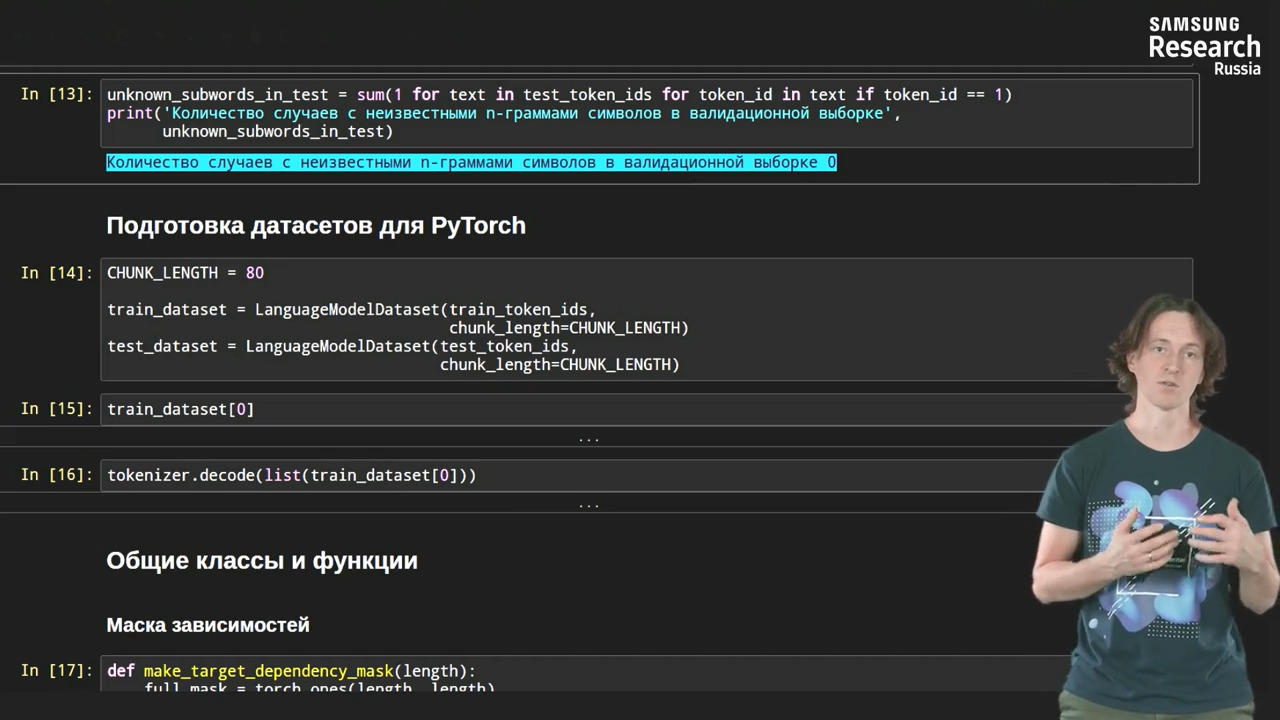 SAMSUNG
Research
Russia
In [13]: unknown_subwords_in_test = sum(1 for text in test_token_ids for token_id in text if token_id == 1)
print('Количество случаев с неизвестными n-граммами символов в валидационной выборке',
unknown_subwords_in_test)
Количество случаев с неизвестными n-граммами символов в валидационной выборке 0
Подготовка датасетов для PyTorch
In [14]: CHUNK_LENGTH = 80
train_dataset = LanguageModelDataset(train_token_ids,
chunk_length=CHUNK_LENGTH)
test_dataset = LanguageModelDataset(test_token_ids,
chunk_length=CHUNK_LENGTH)
In [15]: train_dataset[0]
...
In [16]: tokenizer.decode(list(train_dataset[0]))
...
Общие классы и функции
Маска зависимостей
In [17]: def make_target_dependency_mask(length):
full_mask = torch.ones(length, length)